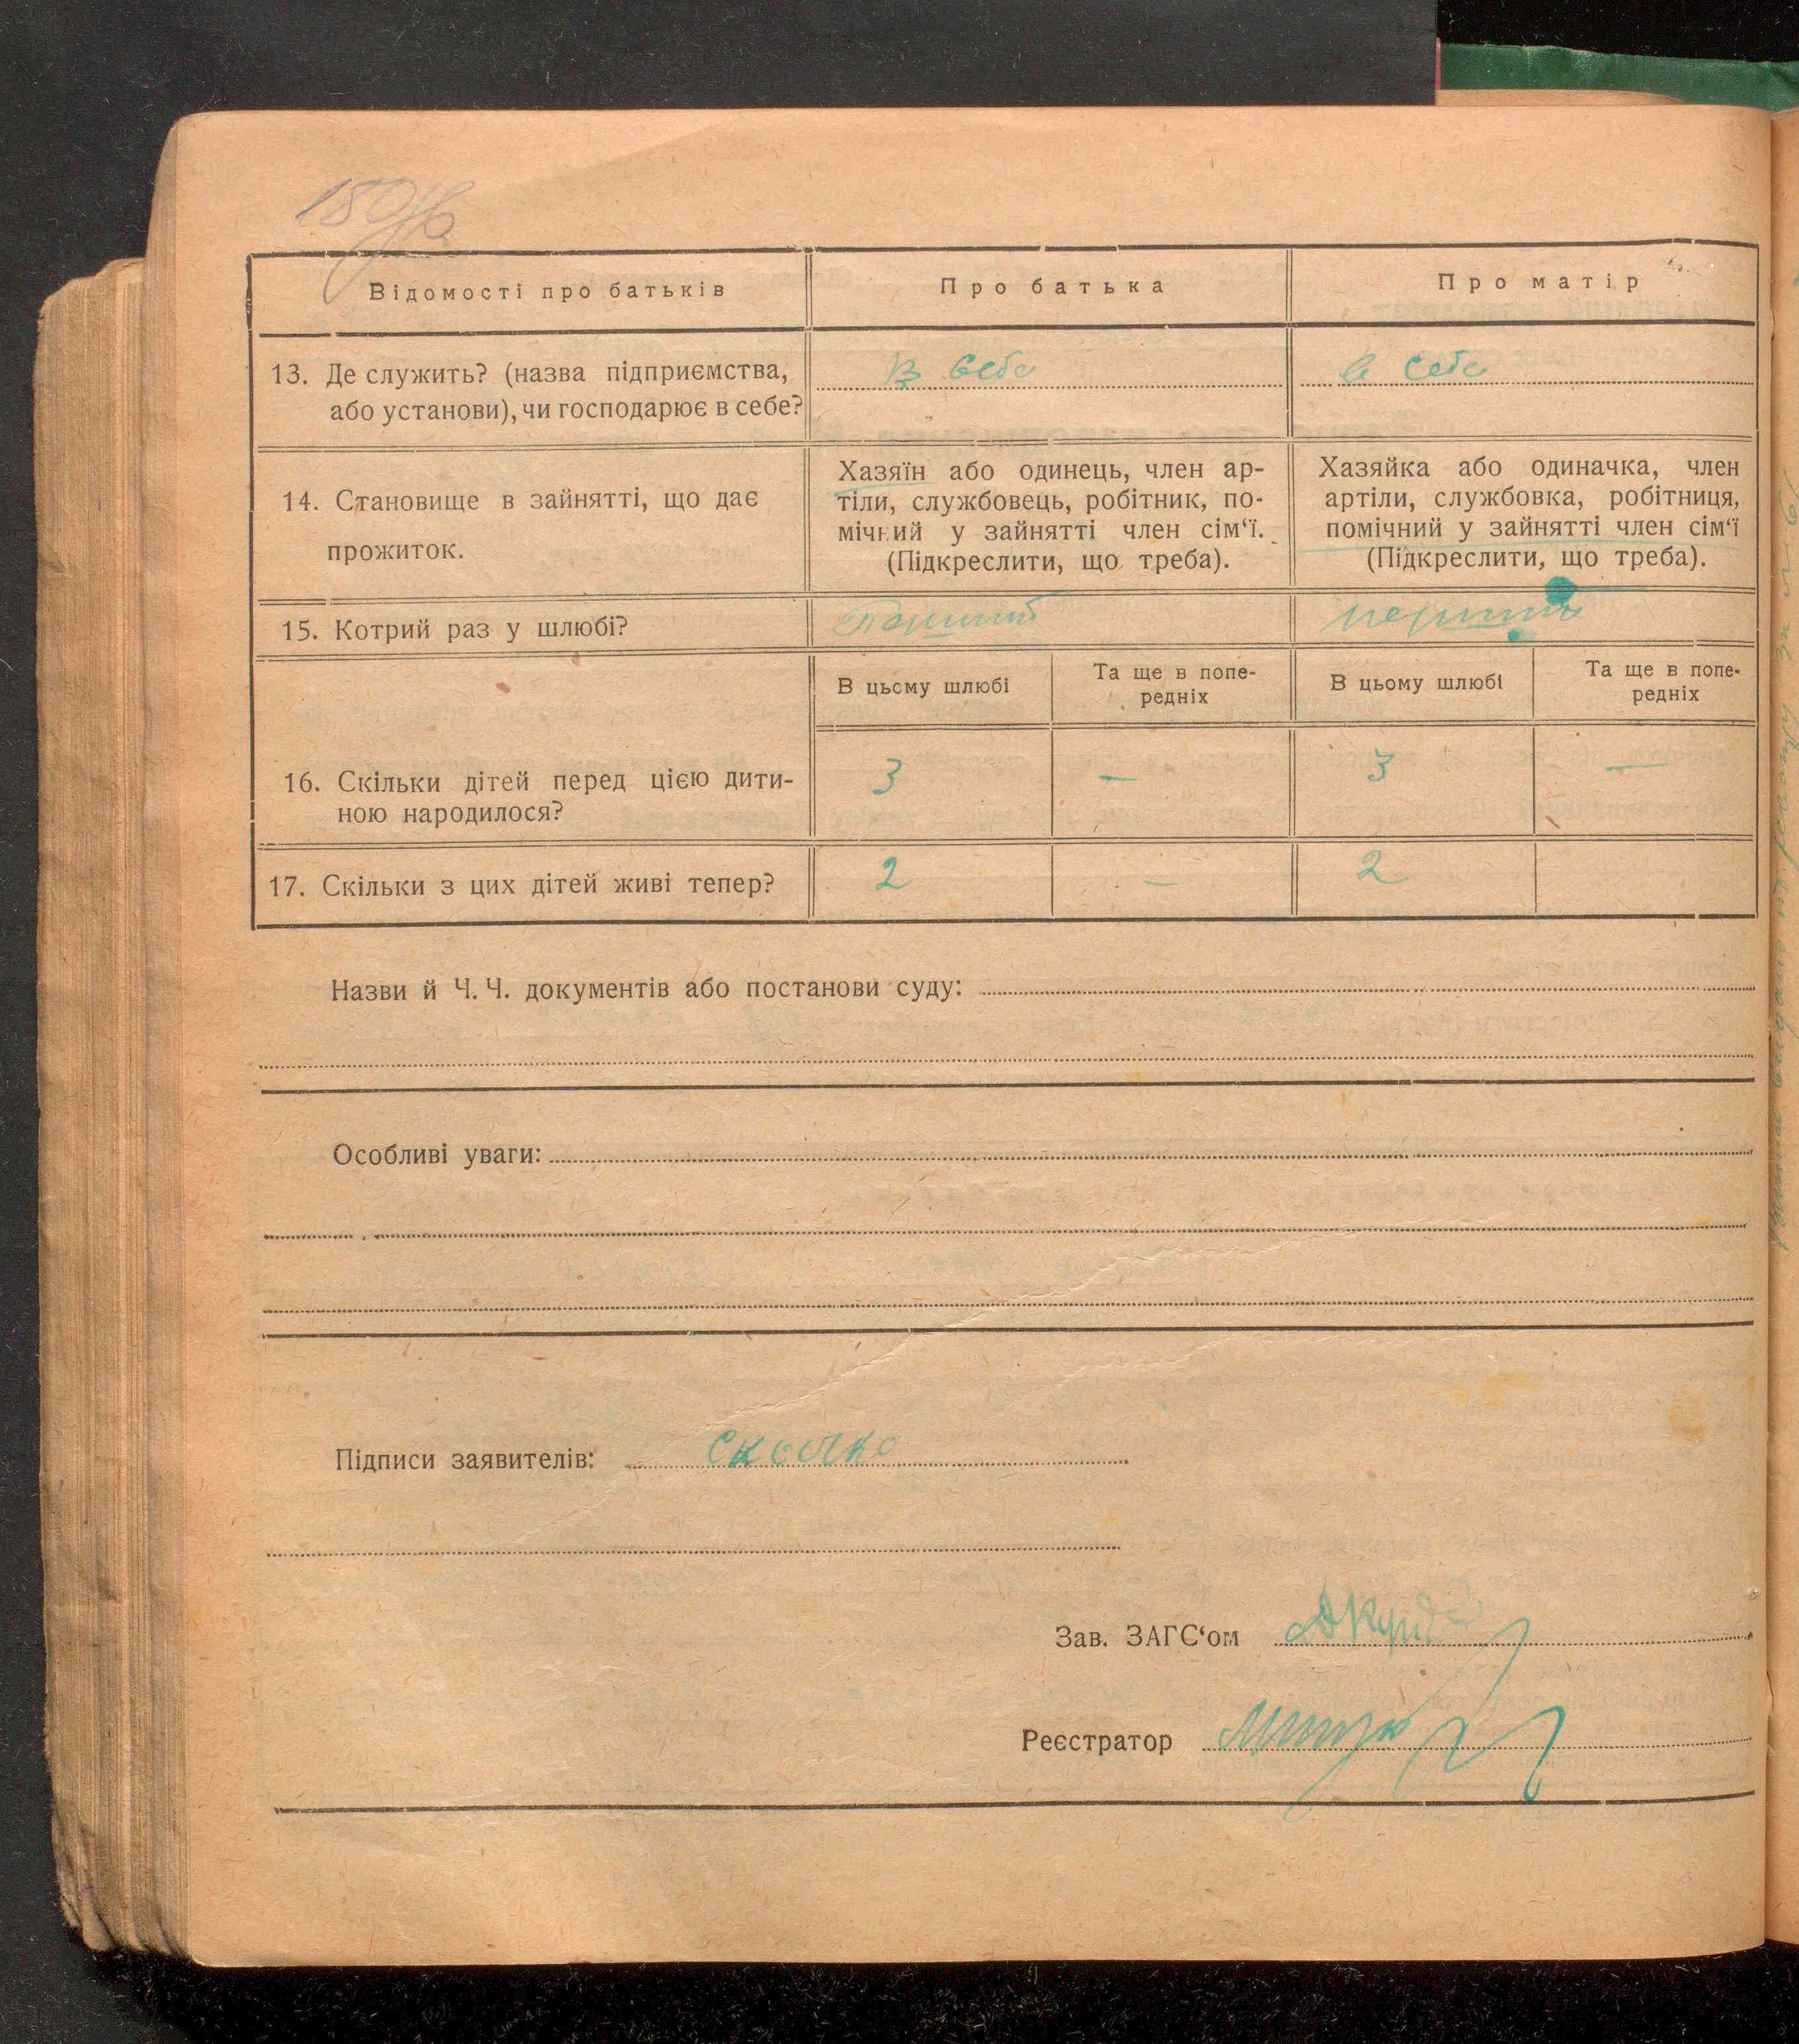 Відомості про батьків
Про батька
Про матір
13. Де служить? (назва підприємства,
або установи), чи господарює в себе?
В себе
в себе
14. Становище в зайнятті, що дає
прожиток.
Хазяїн або одинець, член ар-
тіли, службовець, робітник, по-
мічний у зайнятті член сім‘ї.
(Підкреслити, що треба).
Хазяйка або одиначка, член
артіли, службовка, робітниця,
помічний у зайнятті член сім‘ї
(Підкреслити, що треба).
15. Котрий раз у шлюбі?
Перший
перший
В цьому шлюбі
Та ще в попе-
редніх
В цьому шлюбі
Та ще в попе-
редніх
16. Скільки дітей перед цією дити-
ною народилося?
3
—
3
—
17. Скільки з цих дітей живі тепер?
2
—
2
Назви й Ч. Ч. документів або постанови суду:
Особливі уваги:
Підписи заявителів:
Зав. ЗАГС‘ом
Реєстратор